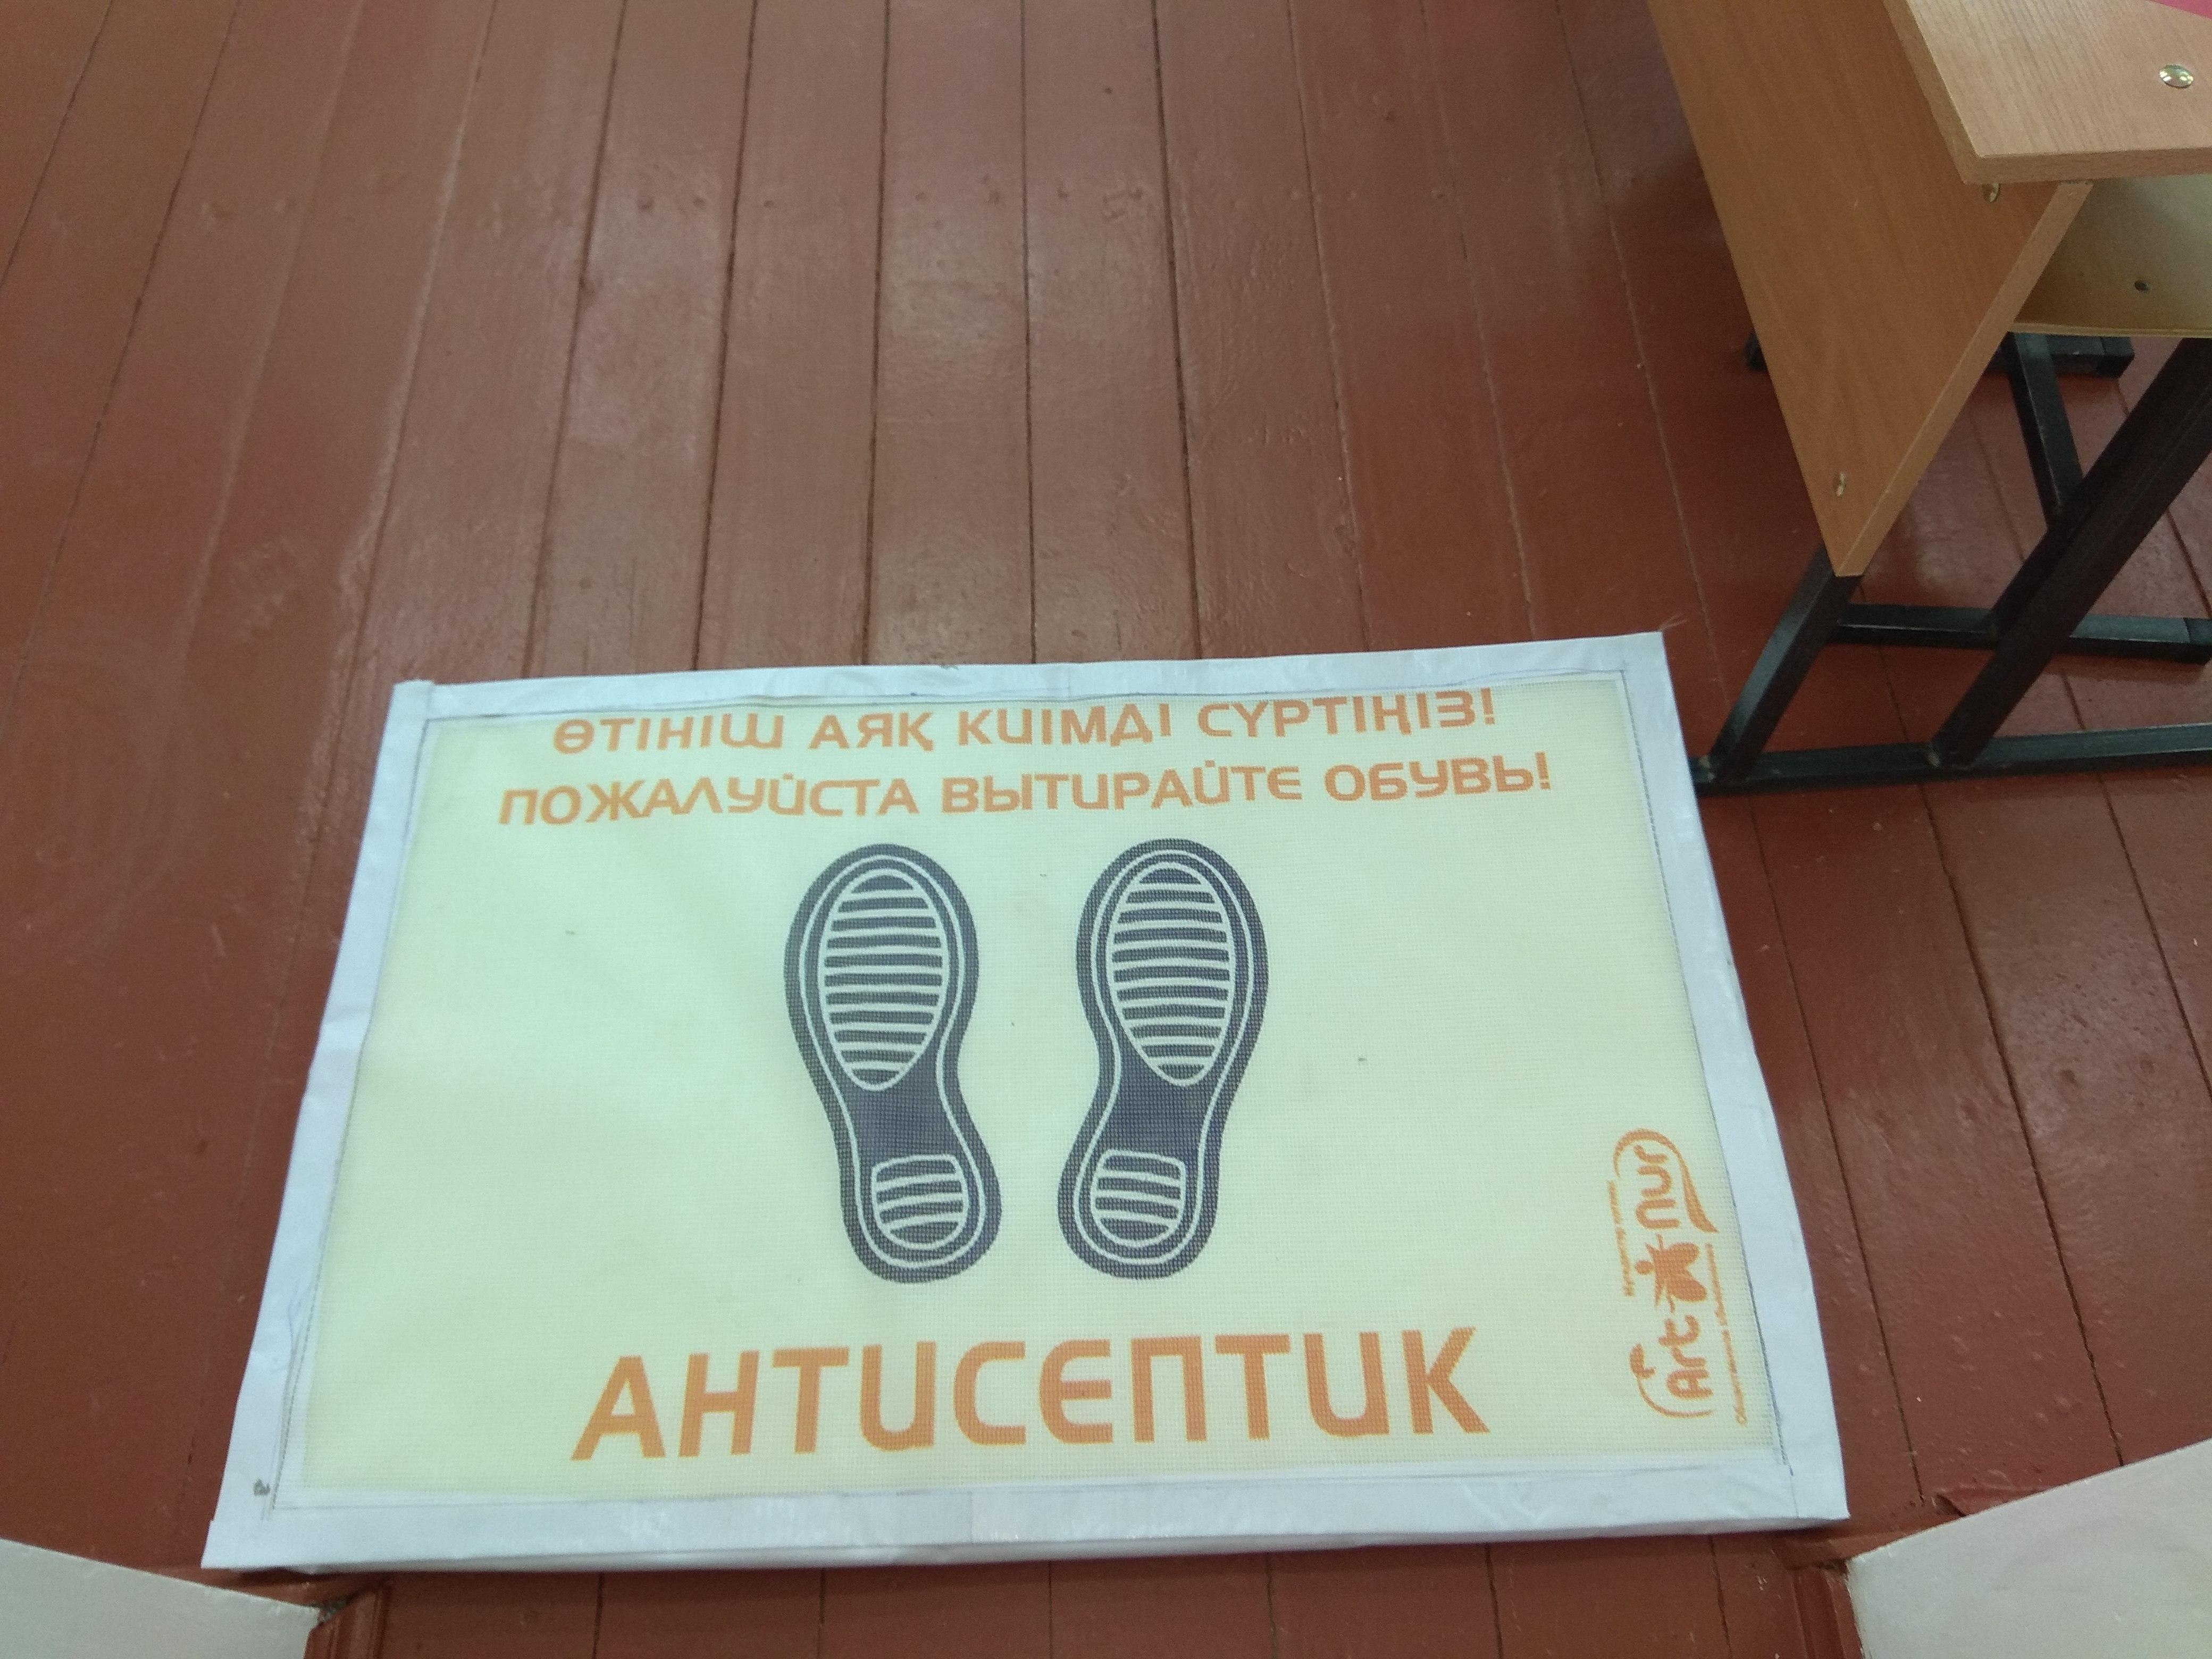 ӨТІНІШ АЯҚ КИІМДІ СҮРТІҢІЗ!
ПОЖАЛУЙСТА ВЫТИРАЙТЕ ОБУВЬ!
Art nur
АНТИСЕПТИК